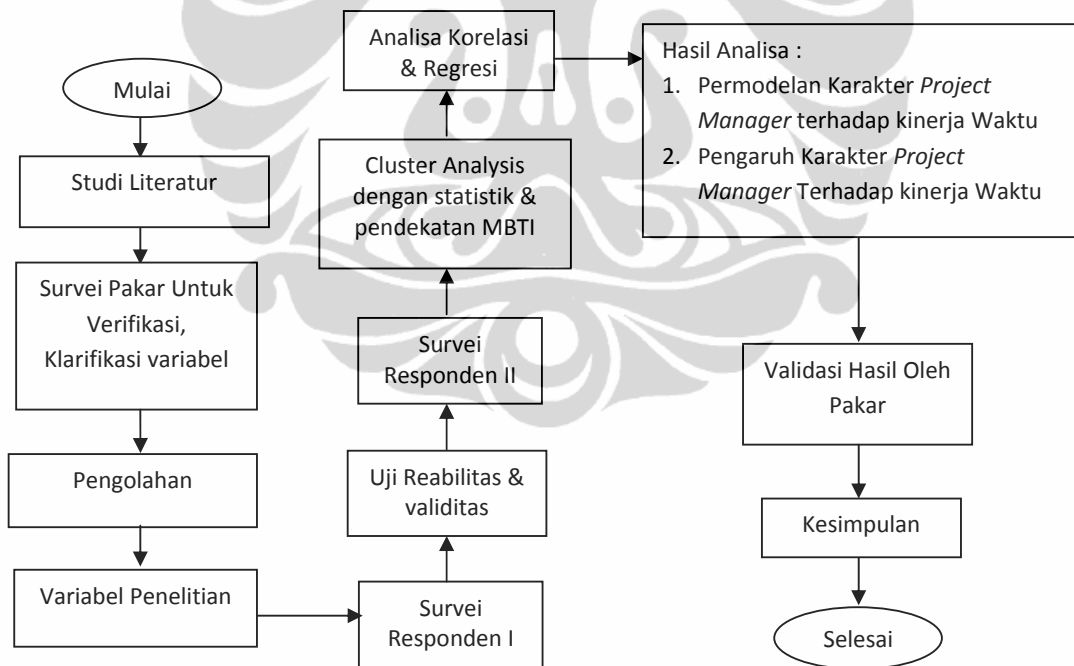 Mulai
Studi Literatur
Survei Pakar Untuk
Verifikasi,
Klarifikasi variabel
Pengolahan
Variabel Penelitian
Survei
Responden I
Uji Reabilitas &
validitas
Survei
Responden II
Cluster Analysis
dengan statistik &
pendekatan MBTI
Analisa Korelasi
& Regresi
Hasil Analisa :
1. Permodelan Karakter Project
Manager terhadap kinerja Waktu
2. Pengaruh Karakter Project
Manager Terhadap kinerja Waktu
Validasi Hasil Oleh
Pakar
Kesimpulan
Selesai